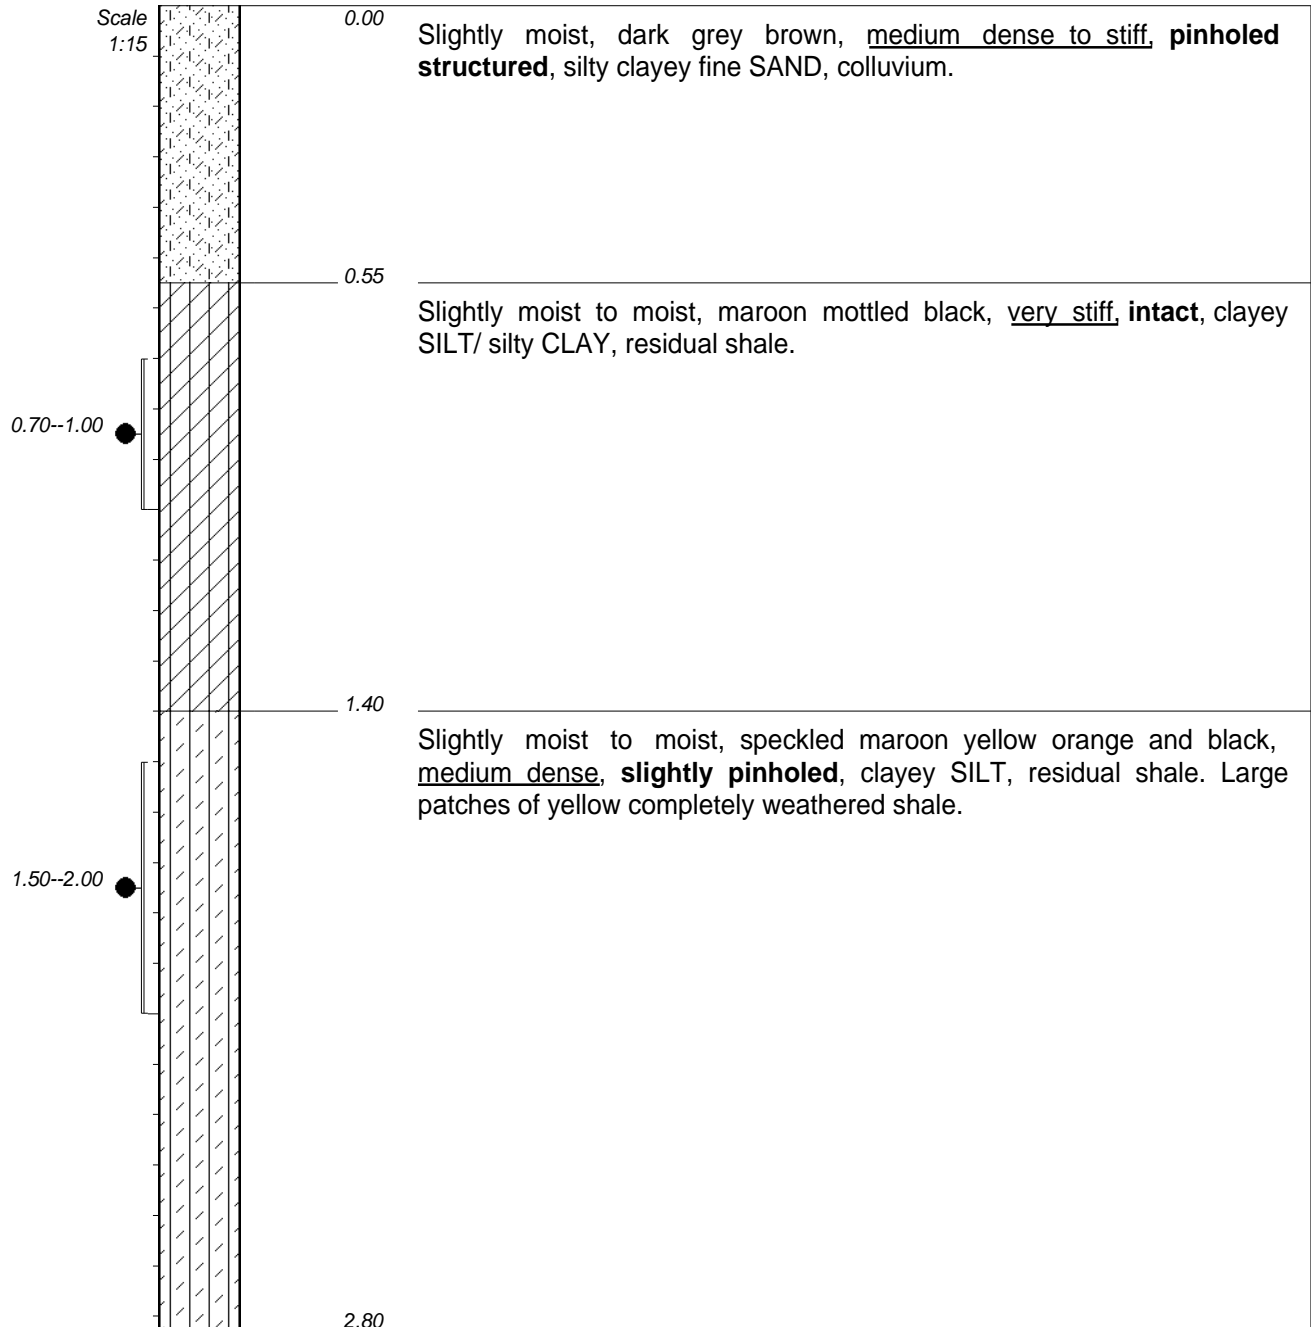 Scale
1:15
0.00
Slightly moist, dark grey brown, medium dense to stiff, pinholed
structured, silty clayey fine SAND, colluvium.
0.55
Slightly moist to moist, maroon mottled black, very stiff, intact, clayey
SILT/ silty CLAY, residual shale.
0.70--1.00
1.40
Slightly moist to moist, speckled maroon yellow orange and black,
medium dense, slightly pinholed, clayey SILT, residual shale. Large
patches of yellow completely weathered shale.
1.50--2.00
2.80